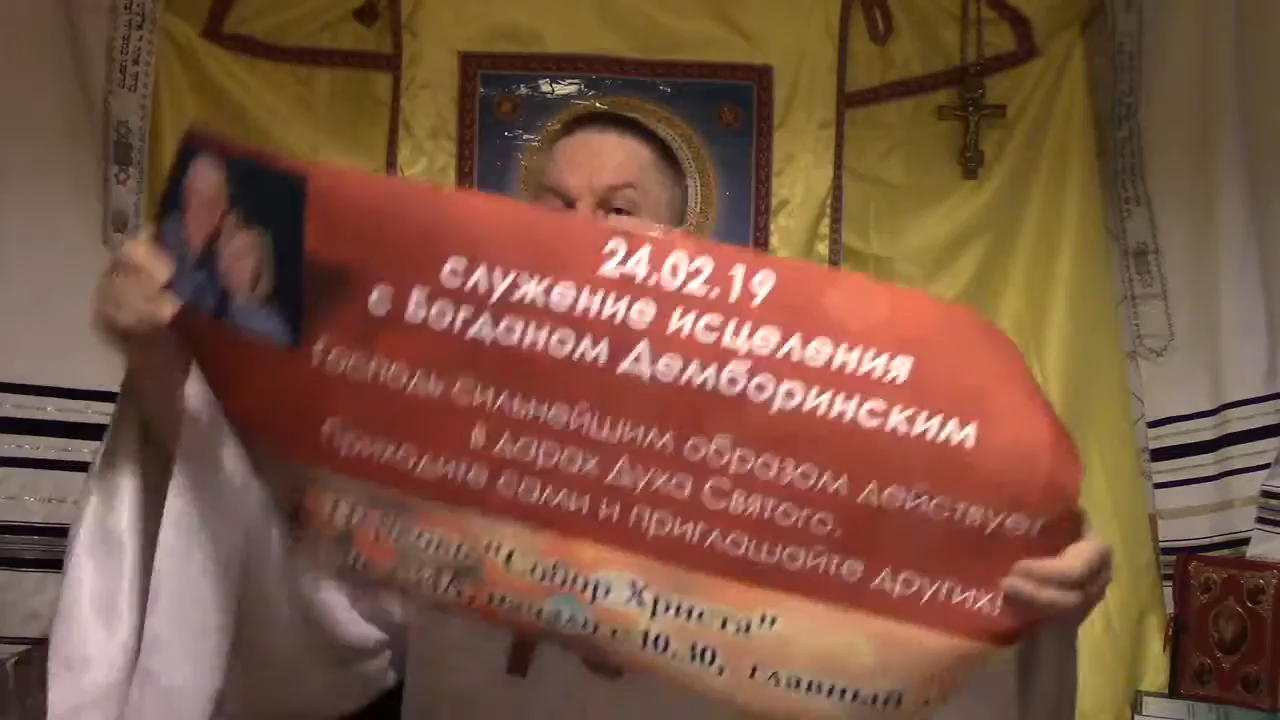 24.02.19
служение исцеления
с Богданом Демборинским
Господь сильнейшим образом действует
в дарах Духа Святого.
Приходите сами и приглашайте других!
"Собор Христа"
начало с 10.30, главный